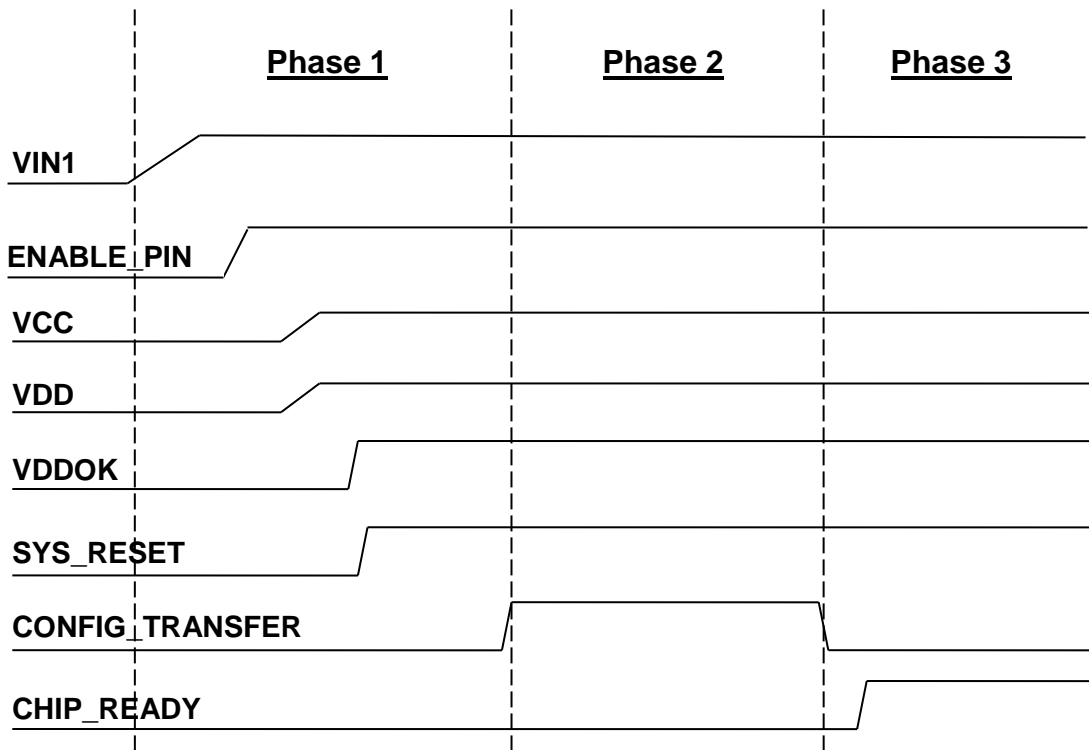 Phase 1 Phase 2 Phase 3
VIN1
ENABLE_PIN
VCC
VDD
VDDOK
SYS_RESET
CONFIG_TRANSFER
CHIP_READY